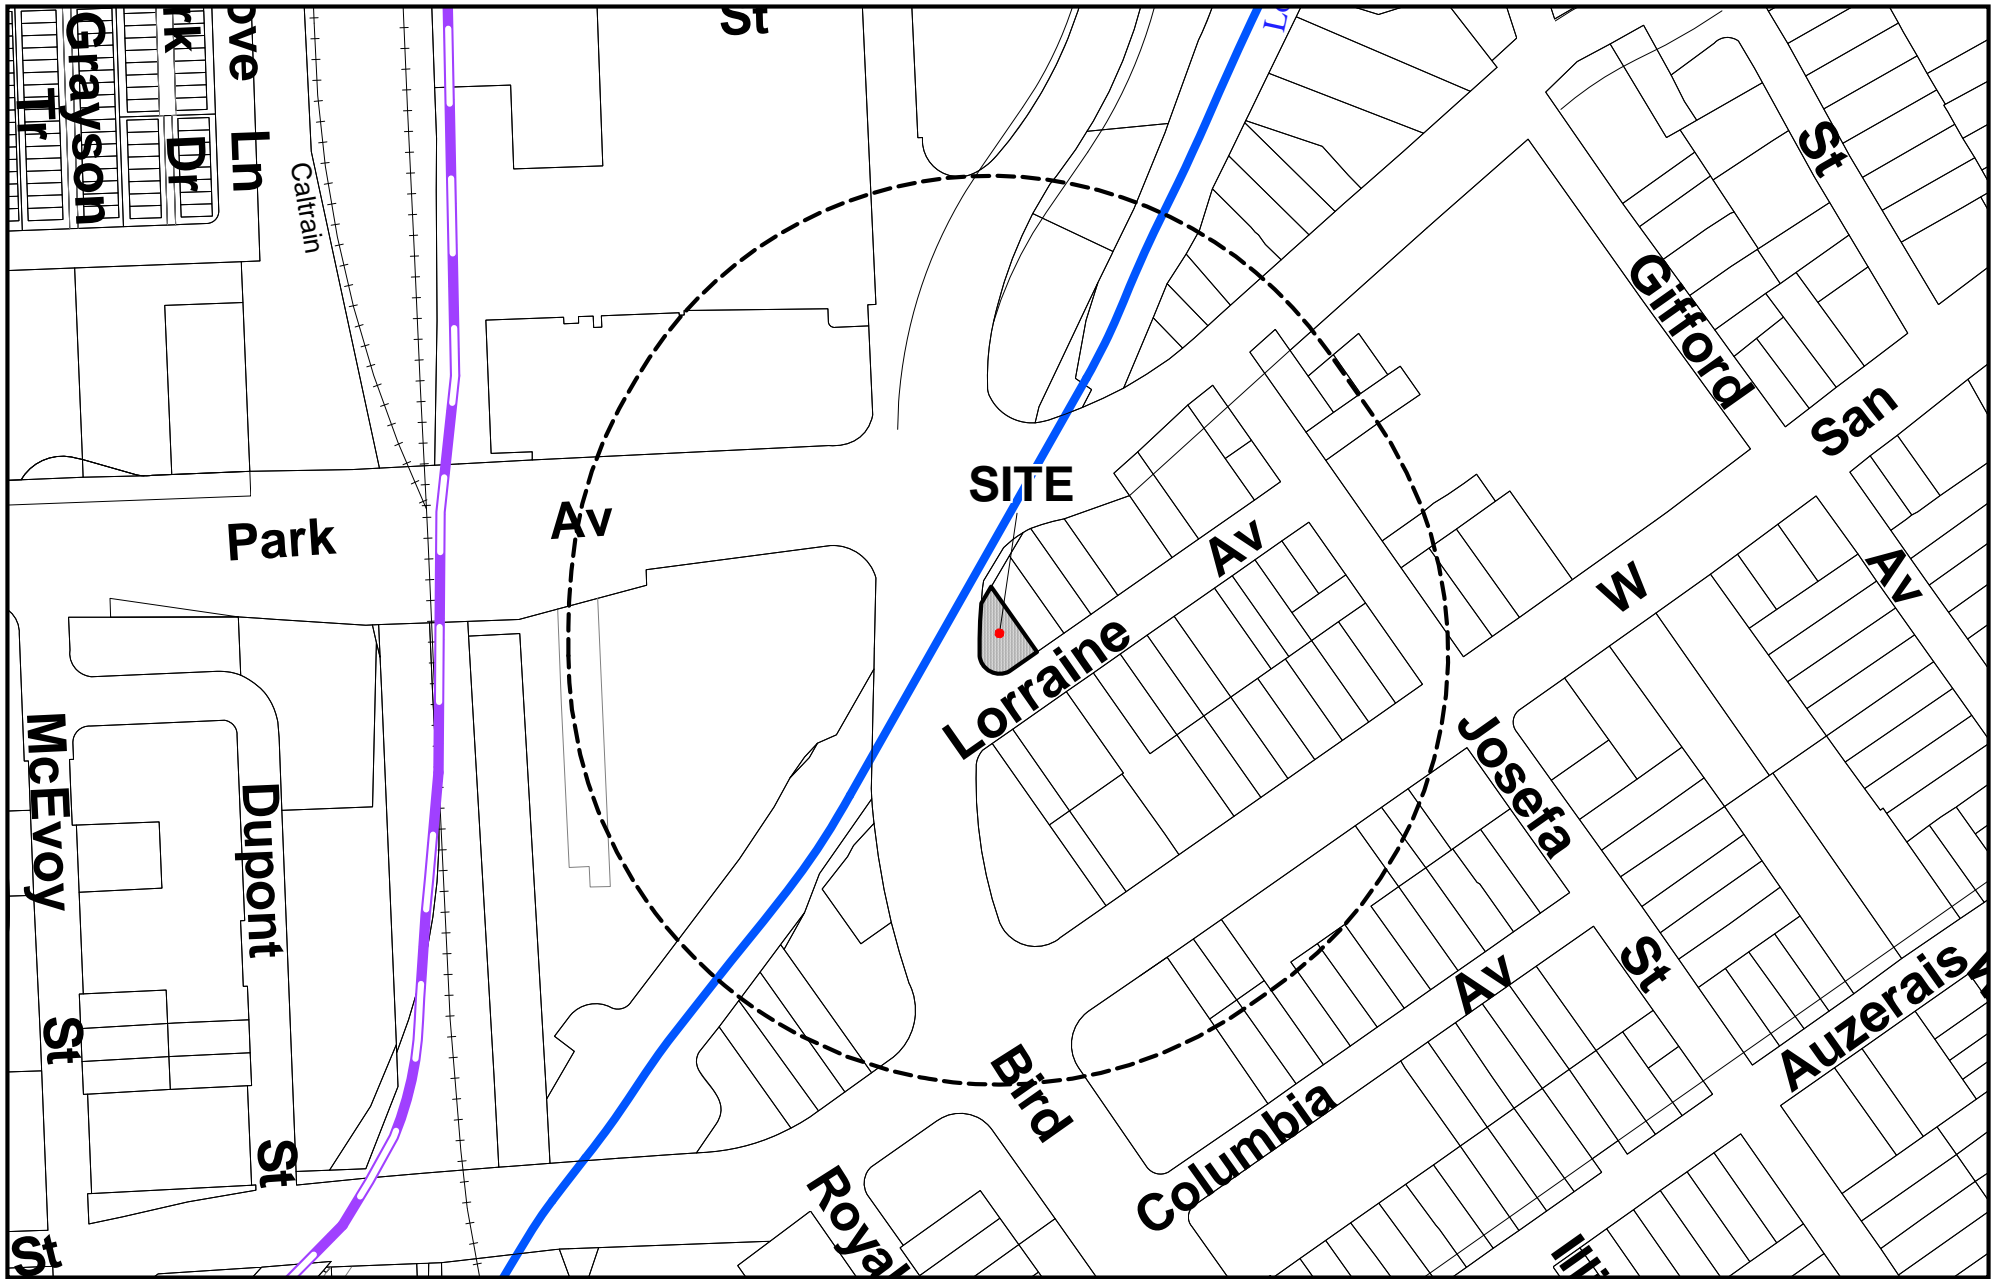 Grayson
Tr
Dr
Ln
St
Caltrain
St
Gifford
San
SITE
Park
Av
Av
W
Av
Lorraine
Josefa
McEvoy
St
Dupont
St
St
Av
Auzerais
Bird
Columbia
Royal
St